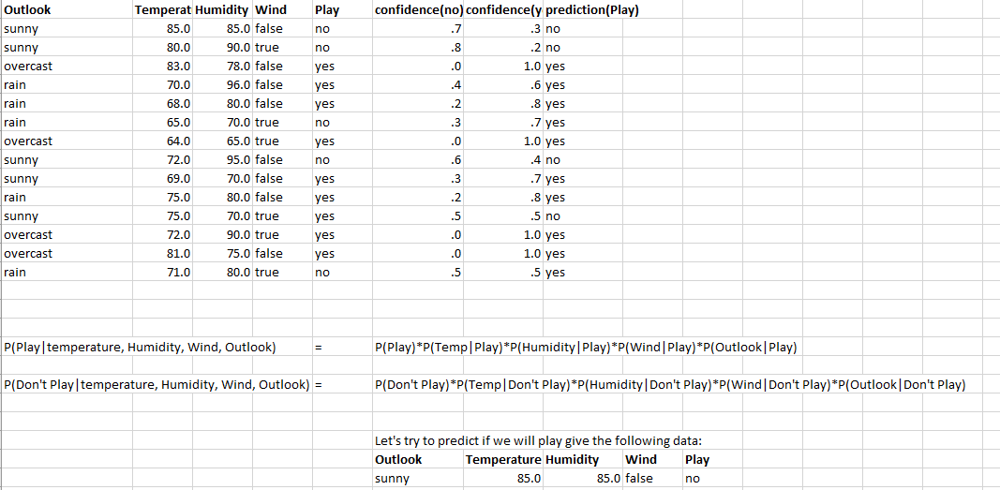 Outlook Temperat Humidity Wind Play confidence(no) confidence(y prediction(Play)
sunny 85.0 85.0 false no .7 .3 no
sunny 80.0 90.0 true no .8 .2 no
overcast 83.0 78.0 false yes .0 1.0 yes
rain 70.0 96.0 false yes .4 .6 yes
rain 68.0 80.0 false yes .2 .8 yes
rain 65.0 70.0 true no .3 .7 yes
overcast 64.0 65.0 true yes .0 1.0 yes
sunny 72.0 95.0 false no .6 .4 no
sunny 69.0 70.0 false yes .3 .7 yes
rain 75.0 80.0 false yes .2 .8 yes
sunny 75.0 70.0 true yes .5 .5 no
overcast 72.0 90.0 true yes .0 1.0 yes
overcast 81.0 75.0 false yes .0 1.0 yes
rain 71.0 80.0 true no .5 .5 yes
P(Play|temperature, Humidity, Wind, Outlook) = P(Play)*P(Temp|Play)*P(Humidity|Play)*P(Wind|Play)*P(Outlook|Play)
P(Don't Play|temperature, Humidity, Wind, Outlook) = P(Don't Play)*P(Temp|Don't Play)*P(Humidity|Don't Play)*P(Wind|Don't Play)*P(Outlook|Don't Play)
Let's try to predict if we will play give the following data:
Outlook Temperature Humidity Wind Play
sunny 85.0 85.0 false no